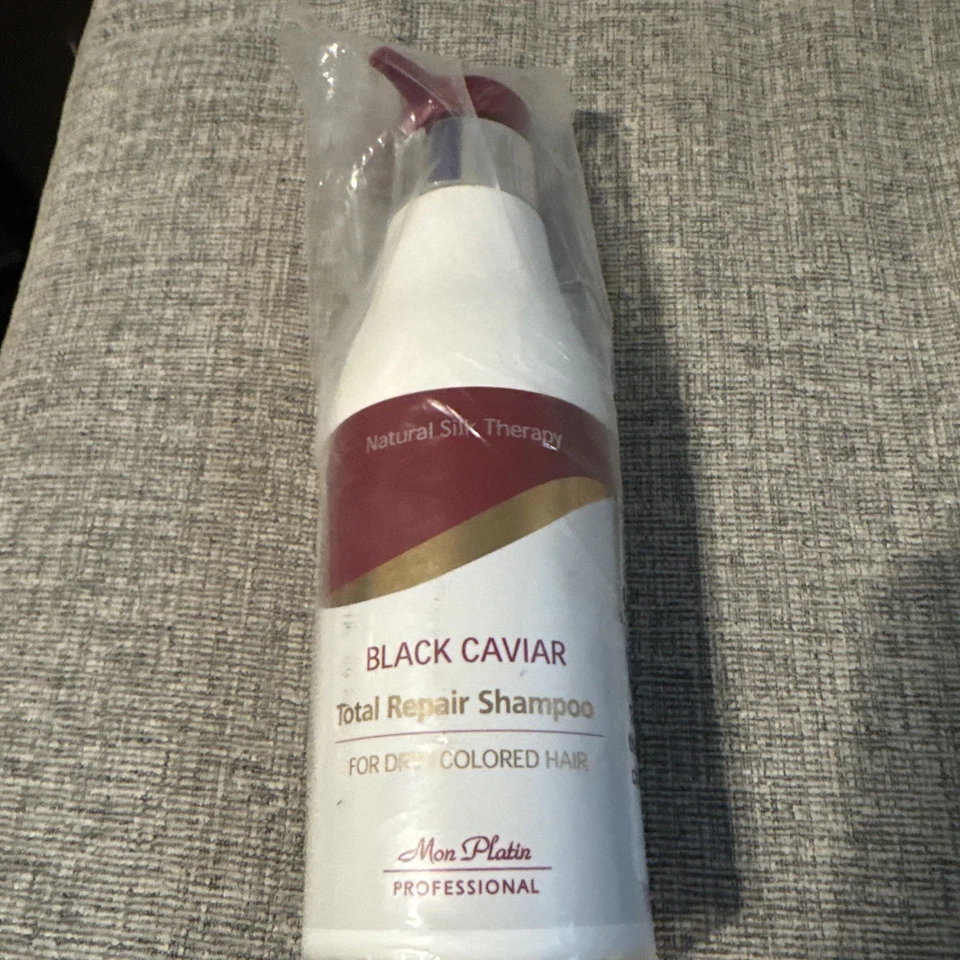 Natural Silk Therapy
BLACK CAVIAR
Total Repair Shampoo
FOR COLORED HAIR
Mon Platin
PROFESSIONAL